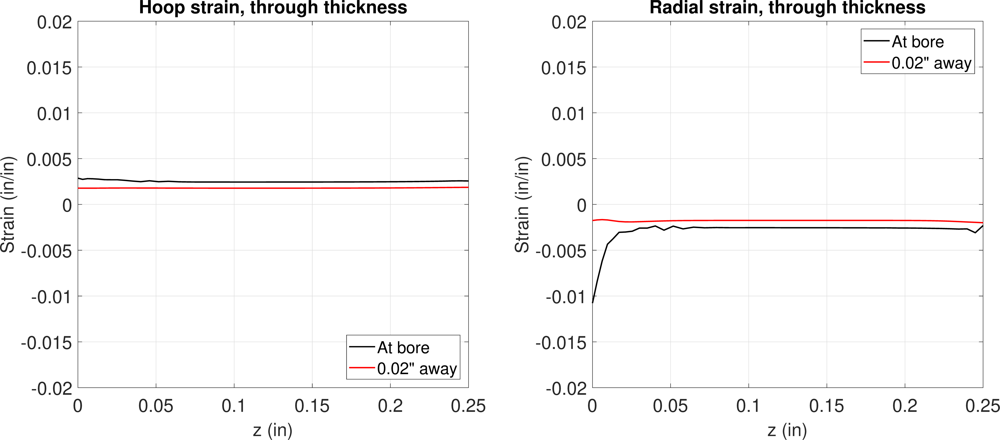 Hoop strain, through thickness
Strain (in/in)
0.02
0.015
0.01
0.005
0
-0.005
-0.01
-0.015
-0.02
At bore
0.02" away
0 0.05 0.1 0.15 0.2 0.25
z (in)
Radial strain, through thickness
Strain (in/in)
0.02
0.015
0.01
0.005
0
-0.005
-0.01
-0.015
-0.02
At bore
0.02" away
0 0.05 0.1 0.15 0.2 0.25
z (in)